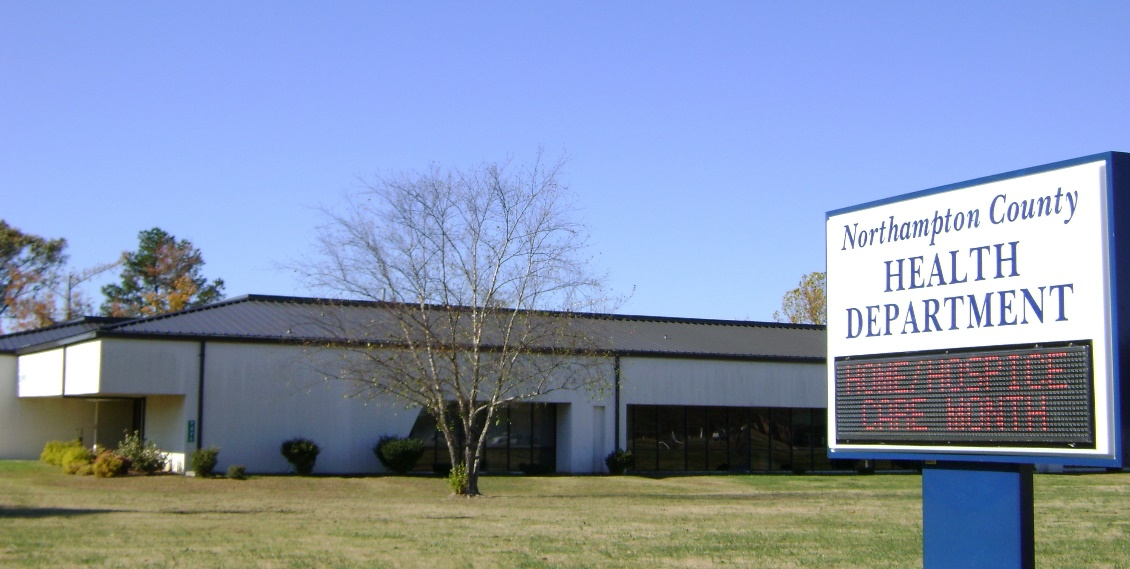 Northampton County
HEALTH
DEPARTMENT
HOME/HOSPICE
CARE MONTH